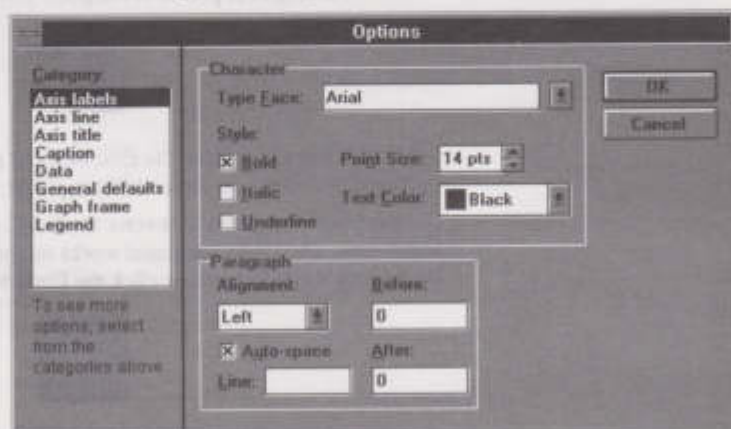 Options
Category:
Axis labels
Axis line
Axis title
Caption
Data
General defaults
Graph frame
Legend
To see more
options, select
from the
categories above
Character
Type Face: Arial
Style:
Bold
Italic
Underline
Point Size: 14 pts
Text Color: Black
Paragraph
Alignment:
Left
Auto-space
Line:
Before:
0
After:
0
OK
Cancel